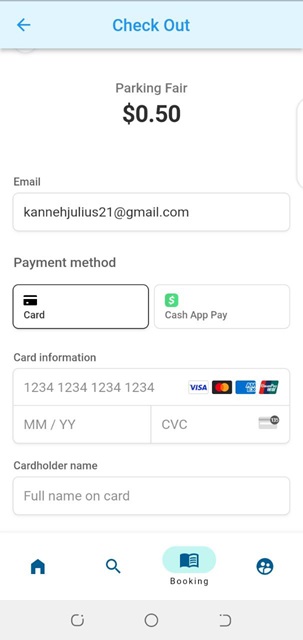 Check Out
Parking Fair
$0.50
Email
kannehjulius21@gmail.com
Payment method
Card
Cash App Pay
Card information
1234 1234 1234 1234 VISA
MM / YY CVC
Cardholder name
Full name on card
Booking